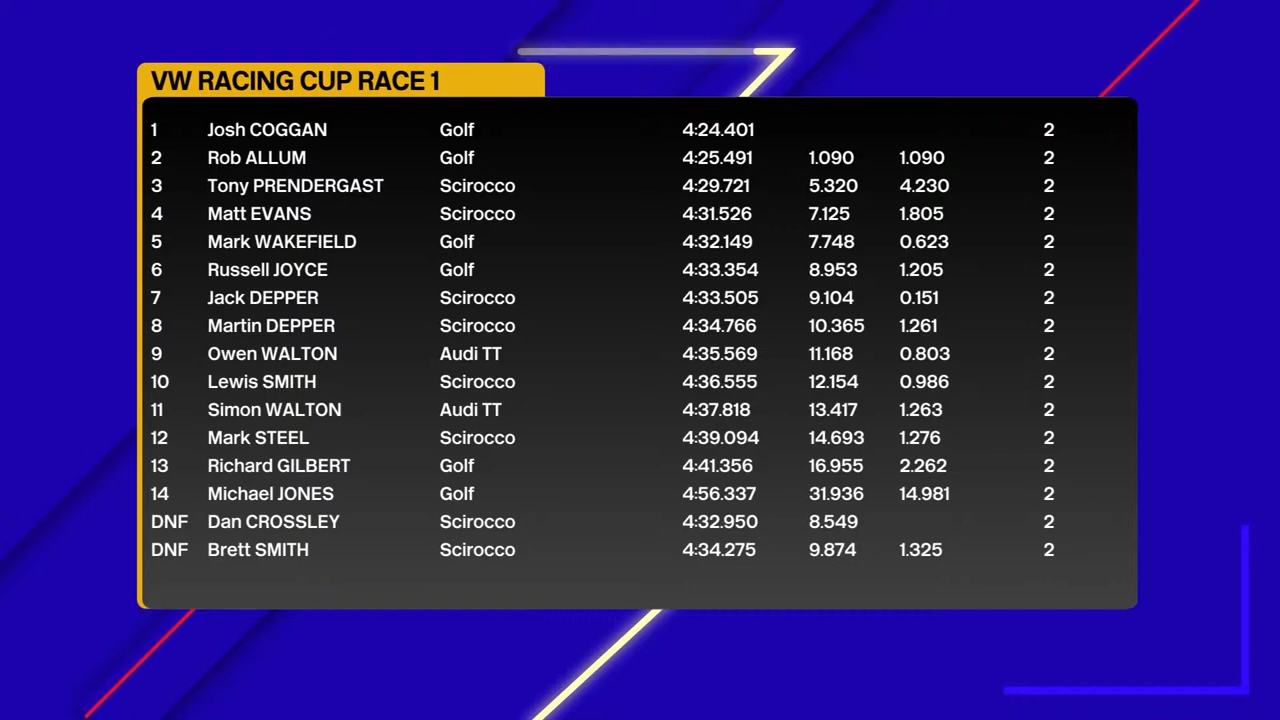 VW RACING CUP RACE 1
1 Josh COGGAN Golf 4:24.401 2
2 Rob ALLUM Golf 4:25.491 1.090 1.090 2
3 Tony PRENDERGAST Scirocco 4:29.721 5.320 4.230 2
4 Matt EVANS Scirocco 4:31.526 7.125 1.805 2
5 Mark WAKEFIELD Golf 4:32.149 7.748 0.623 2
6 Russell JOYCE Golf 4:33.354 8.953 1.205 2
7 Jack DEPPER Scirocco 4:33.505 9.104 0.151 2
8 Martin DEPPER Scirocco 4:34.766 10.365 1.261 2
9 Owen WALTON Audi TT 4:35.569 11.168 0.803 2
10 Lewis SMITH Scirocco 4:36.555 12.154 0.986 2
11 Simon WALTON Audi TT 4:37.818 13.417 1.263 2
12 Mark STEEL Scirocco 4:39.094 14.693 1.276 2
13 Richard GILBERT Golf 4:41.356 16.955 2.262 2
14 Michael JONES Golf 4:56.337 31.936 14.981 2
DNF Dan CROSSLEY Scirocco 4:32.950 8.549 2
DNF Brett SMITH Scirocco 4:34.275 9.874 1.325 2